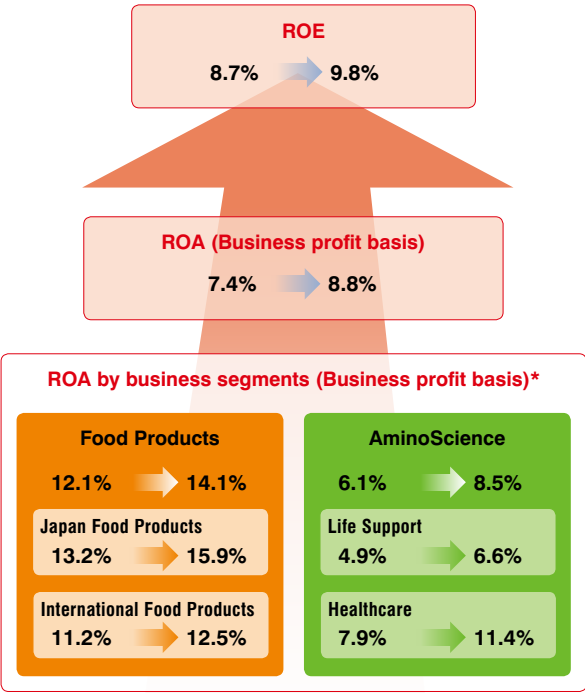 ROE
8.7% 9.8%
ROA (Business profit basis)
7.4% 8.8%
ROA by business segments (Business profit basis)*
Food Products
12.1% 14.1%
Japan Food Products
13.2% 15.9%
International Food Products
11.2% 12.5%
AminoScience
6.1% 8.5%
Life Support
4.9% 6.6%
Healthcare
7.9% 11.4%